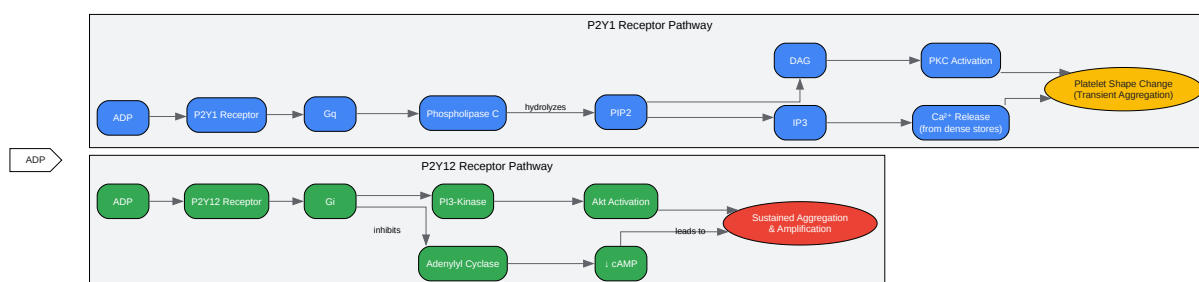 P2Y1 Receptor Pathway
ADP
P2Y1 Receptor
Gq
Phospholipase C
hydrolyzes
PIP2
DAG
PKC Activation
IP3
Ca²⁺ Release
(from dense stores)
Platelet Shape Change
(Transient Aggregation)
ADP
P2Y12 Receptor Pathway
ADP
P2Y12 Receptor
Gi
PI3-Kinase
Akt Activation
inhibits
Adenylyl Cyclase
↓ cAMP
leads to
Sustained Aggregation
& Amplification